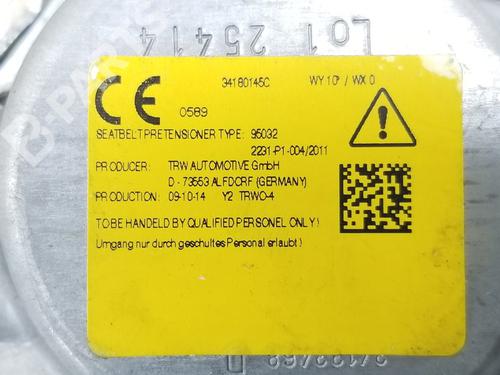 Lo1 25414
B-PARTS
34180145C WY 10° / WX 0
CE 0589
SEATBELT PRETENSIONER TYPE: 95032
2231-P1-004/2011
PRODUCER: TRW AUTOMOTIVE GmbH
D - 73553 ALFDORF (GERMANY)
PRODUCTION: 09-10-14 Y2 TRWO-4
TO BE HANDELED BY QUALIFIED PERSONEL ONLY !
Umgang nur durch geschultes Personal erlaubt )